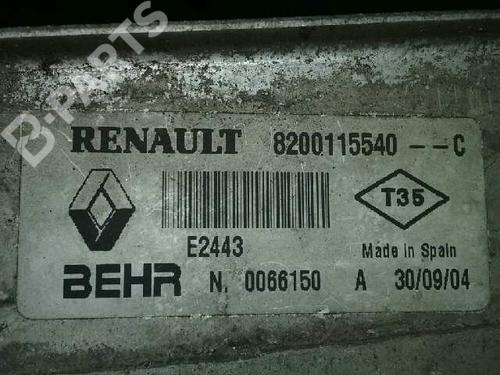 B-PARTS
RENAULT 8200115540 --C
T35
E2443
Made in Spain
BEHR N. 0066150 A 30/09/04